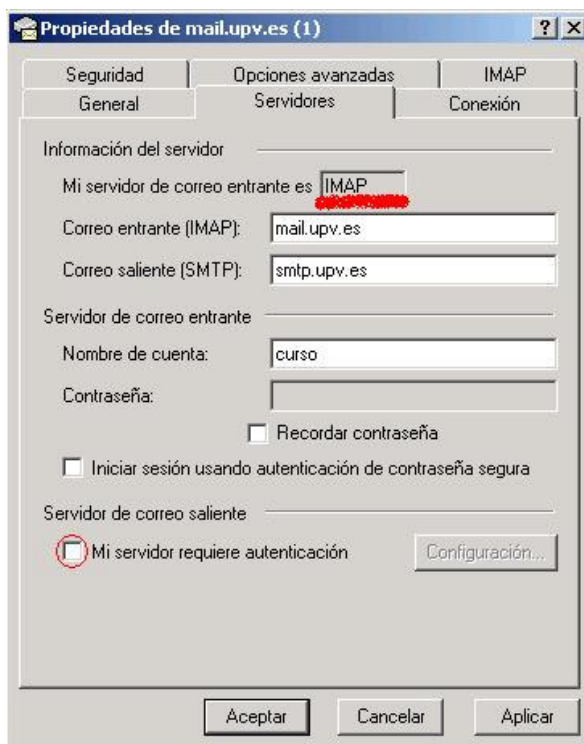 Propiedades de mail.upv.es (1)
Seguridad Opciones avanzadas IMAP
General Servidores Conexión
Información del servidor
Mi servidor de correo entrante es IMAP
Correo entrante (IMAP): mail.upv.es
Correo saliente (SMTP): smtp.upv.es
Servidor de correo entrante
Nombre de cuenta: curso
Contraseña:
Recordar contraseña
Iniciar sesión usando autenticación de contraseña segura
Servidor de correo saliente
Mi servidor requiere autenticación Configuración...
Aceptar Cancelar Aplicar